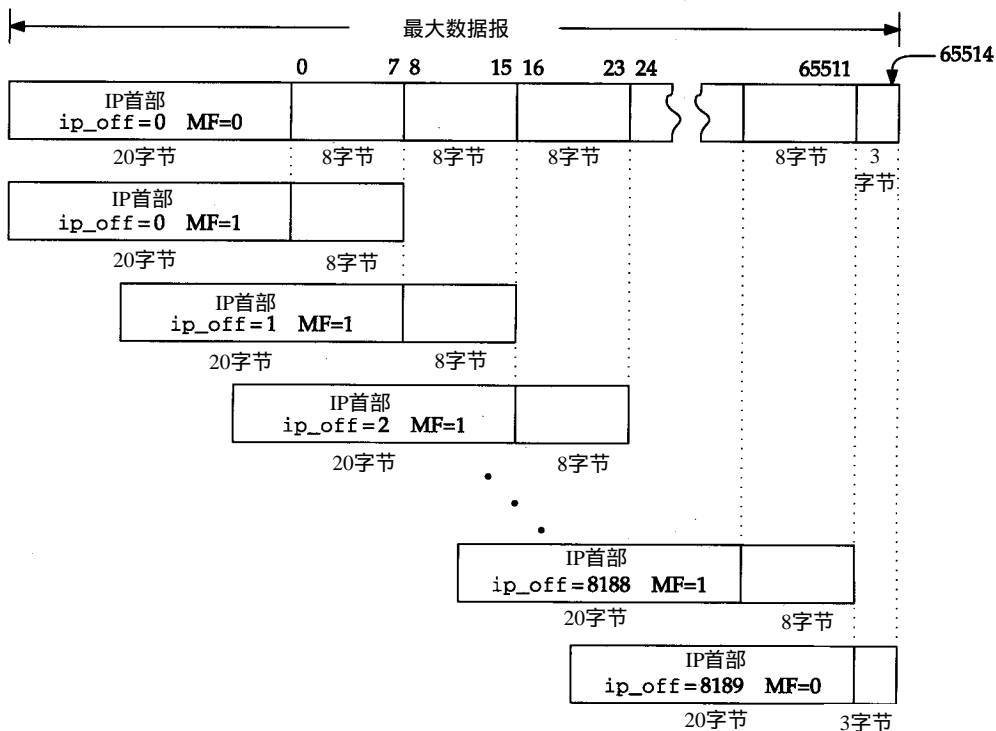 最大数据报
0 7 8 15 16 23 24 65511 65514
IP首部
ip_off=0 MF=0
20字节 8字节 8字节 8字节 8字节 3
字节
IP首部
ip_off=0 MF=1
20字节 8字节
IP首部
ip_off=1 MF=1
20字节 8字节
IP首部
ip_off=2 MF=1
20字节 8字节
IP首部
ip_off=8188 MF=1
20字节 8字节
IP首部
ip_off=8189 MF=0
20字节 3字节